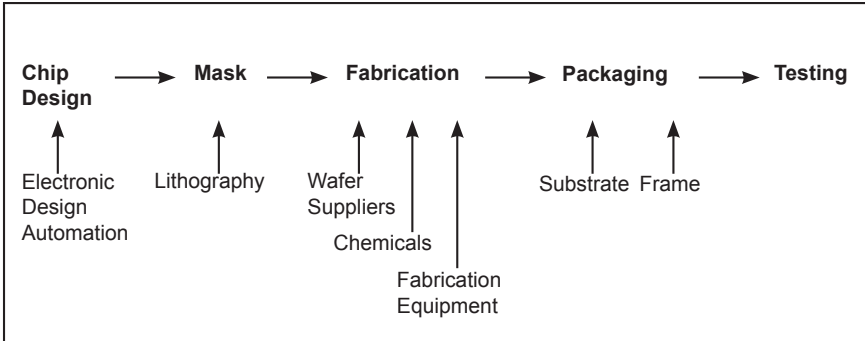 Chip
Design
Mask
Fabrication
Packaging
Testing
Electronic
Design
Automation
Lithography
Wafer
Suppliers
Chemicals
Fabrication
Equipment
Substrate
Frame